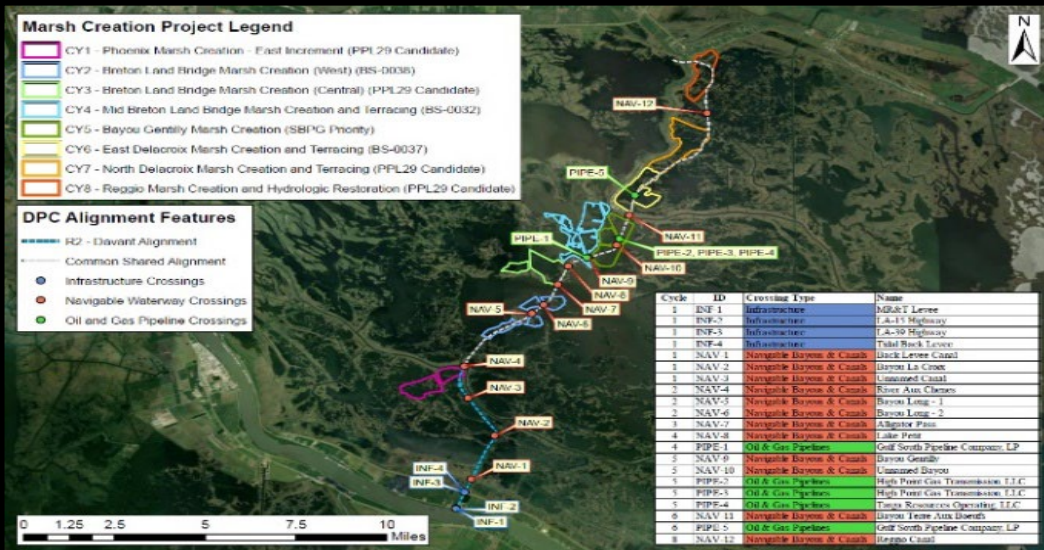 Marsh Creation Project Legend
CY1 - Phoenix Marsh Creation - East Increment (PPL29 Candidate)
CY2 - Breton Land Bridge Marsh Creation (West) (BS-0038)
CY3 - Breton Land Bridge Marsh Creation (Central) (PPL29 Candidate)
CY4 - Mid Breton Land Bridge Marsh Creation and Terracing (BS-0032)
CY5 - Bayou Gentilly Marsh Creation (SBPG Priority)
CY6 - East Delacroix Marsh Creation and Terracing (BS-0037)
CY7 - North Delacroix Marsh Creation and Terracing (PPL29 Candidate)
CY8 - Reggio Marsh Creation and Hydrologic Restoration (PPL29 Candidate)
DPC Alignment Features
R2 - Davant Alignment
Common Shared Alignment
Infrastructure Crossings
Navigable Waterway Crossings
Oil and Gas Pipeline Crossings
N
NAV-12
PIPE-5
NAV-11
PIPE-1
PIPE-2, PIPE-3, PIPE-4
NAV-10
NAV-9
NAV-8
NAV-7
NAV-5
NAV-6
NAV-4
NAV-3
NAV-2
NAV-1
INF-4
INF-3
INF-2
INF-1
0 1.25 2.5 5 7.5 10
Miles
Cycle ID Crossing Type Name
1 INF-1 Infrastructure MR&T Levee
1 INF-2 Infrastructure LA-15 Highway
1 INF-3 Infrastructure LA-39 Highway
1 INF-4 Infrastructure Tidal Back Levee
1 NAV-1 Navigable Bayous & Canals Back Levee Canal
1 NAV-2 Navigable Bayous & Canals Bayou La Croix
1 NAV-3 Navigable Bayous & Canals Unnamed Canal
2 NAV-4 Navigable Bayous & Canals River Aux Chenes
2 NAV-5 Navigable Bayous & Canals Bayou Long - 1
2 NAV-6 Navigable Bayous & Canals Bayou Long - 2
3 NAV-7 Navigable Bayous & Canals Alligator Pass
4 NAV-8 Navigable Bayous & Canals Lake Petit
4 PIPE-1 Oil & Gas Pipelines Gulf South Pipeline Company, LP
5 NAV-9 Navigable Bayous & Canals Bayou Gentilly
5 NAV-10 Navigable Bayous & Canals Unnamed Bayou
5 PIPE-2 Oil & Gas Pipelines High Point Gas Transmission, LLC
5 PIPE-3 Oil & Gas Pipelines High Point Gas Transmission, LLC
5 PIPE-4 Oil & Gas Pipelines Targa Resources Operating, LLC
6 NAV-11 Navigable Bayous & Canals Bayou Terre Aux Boeufs
6 PIPE-5 Oil & Gas Pipelines Gulf South Pipeline Company, LP
8 NAV-12 Navigable Bayous & Canals Reggio Canal